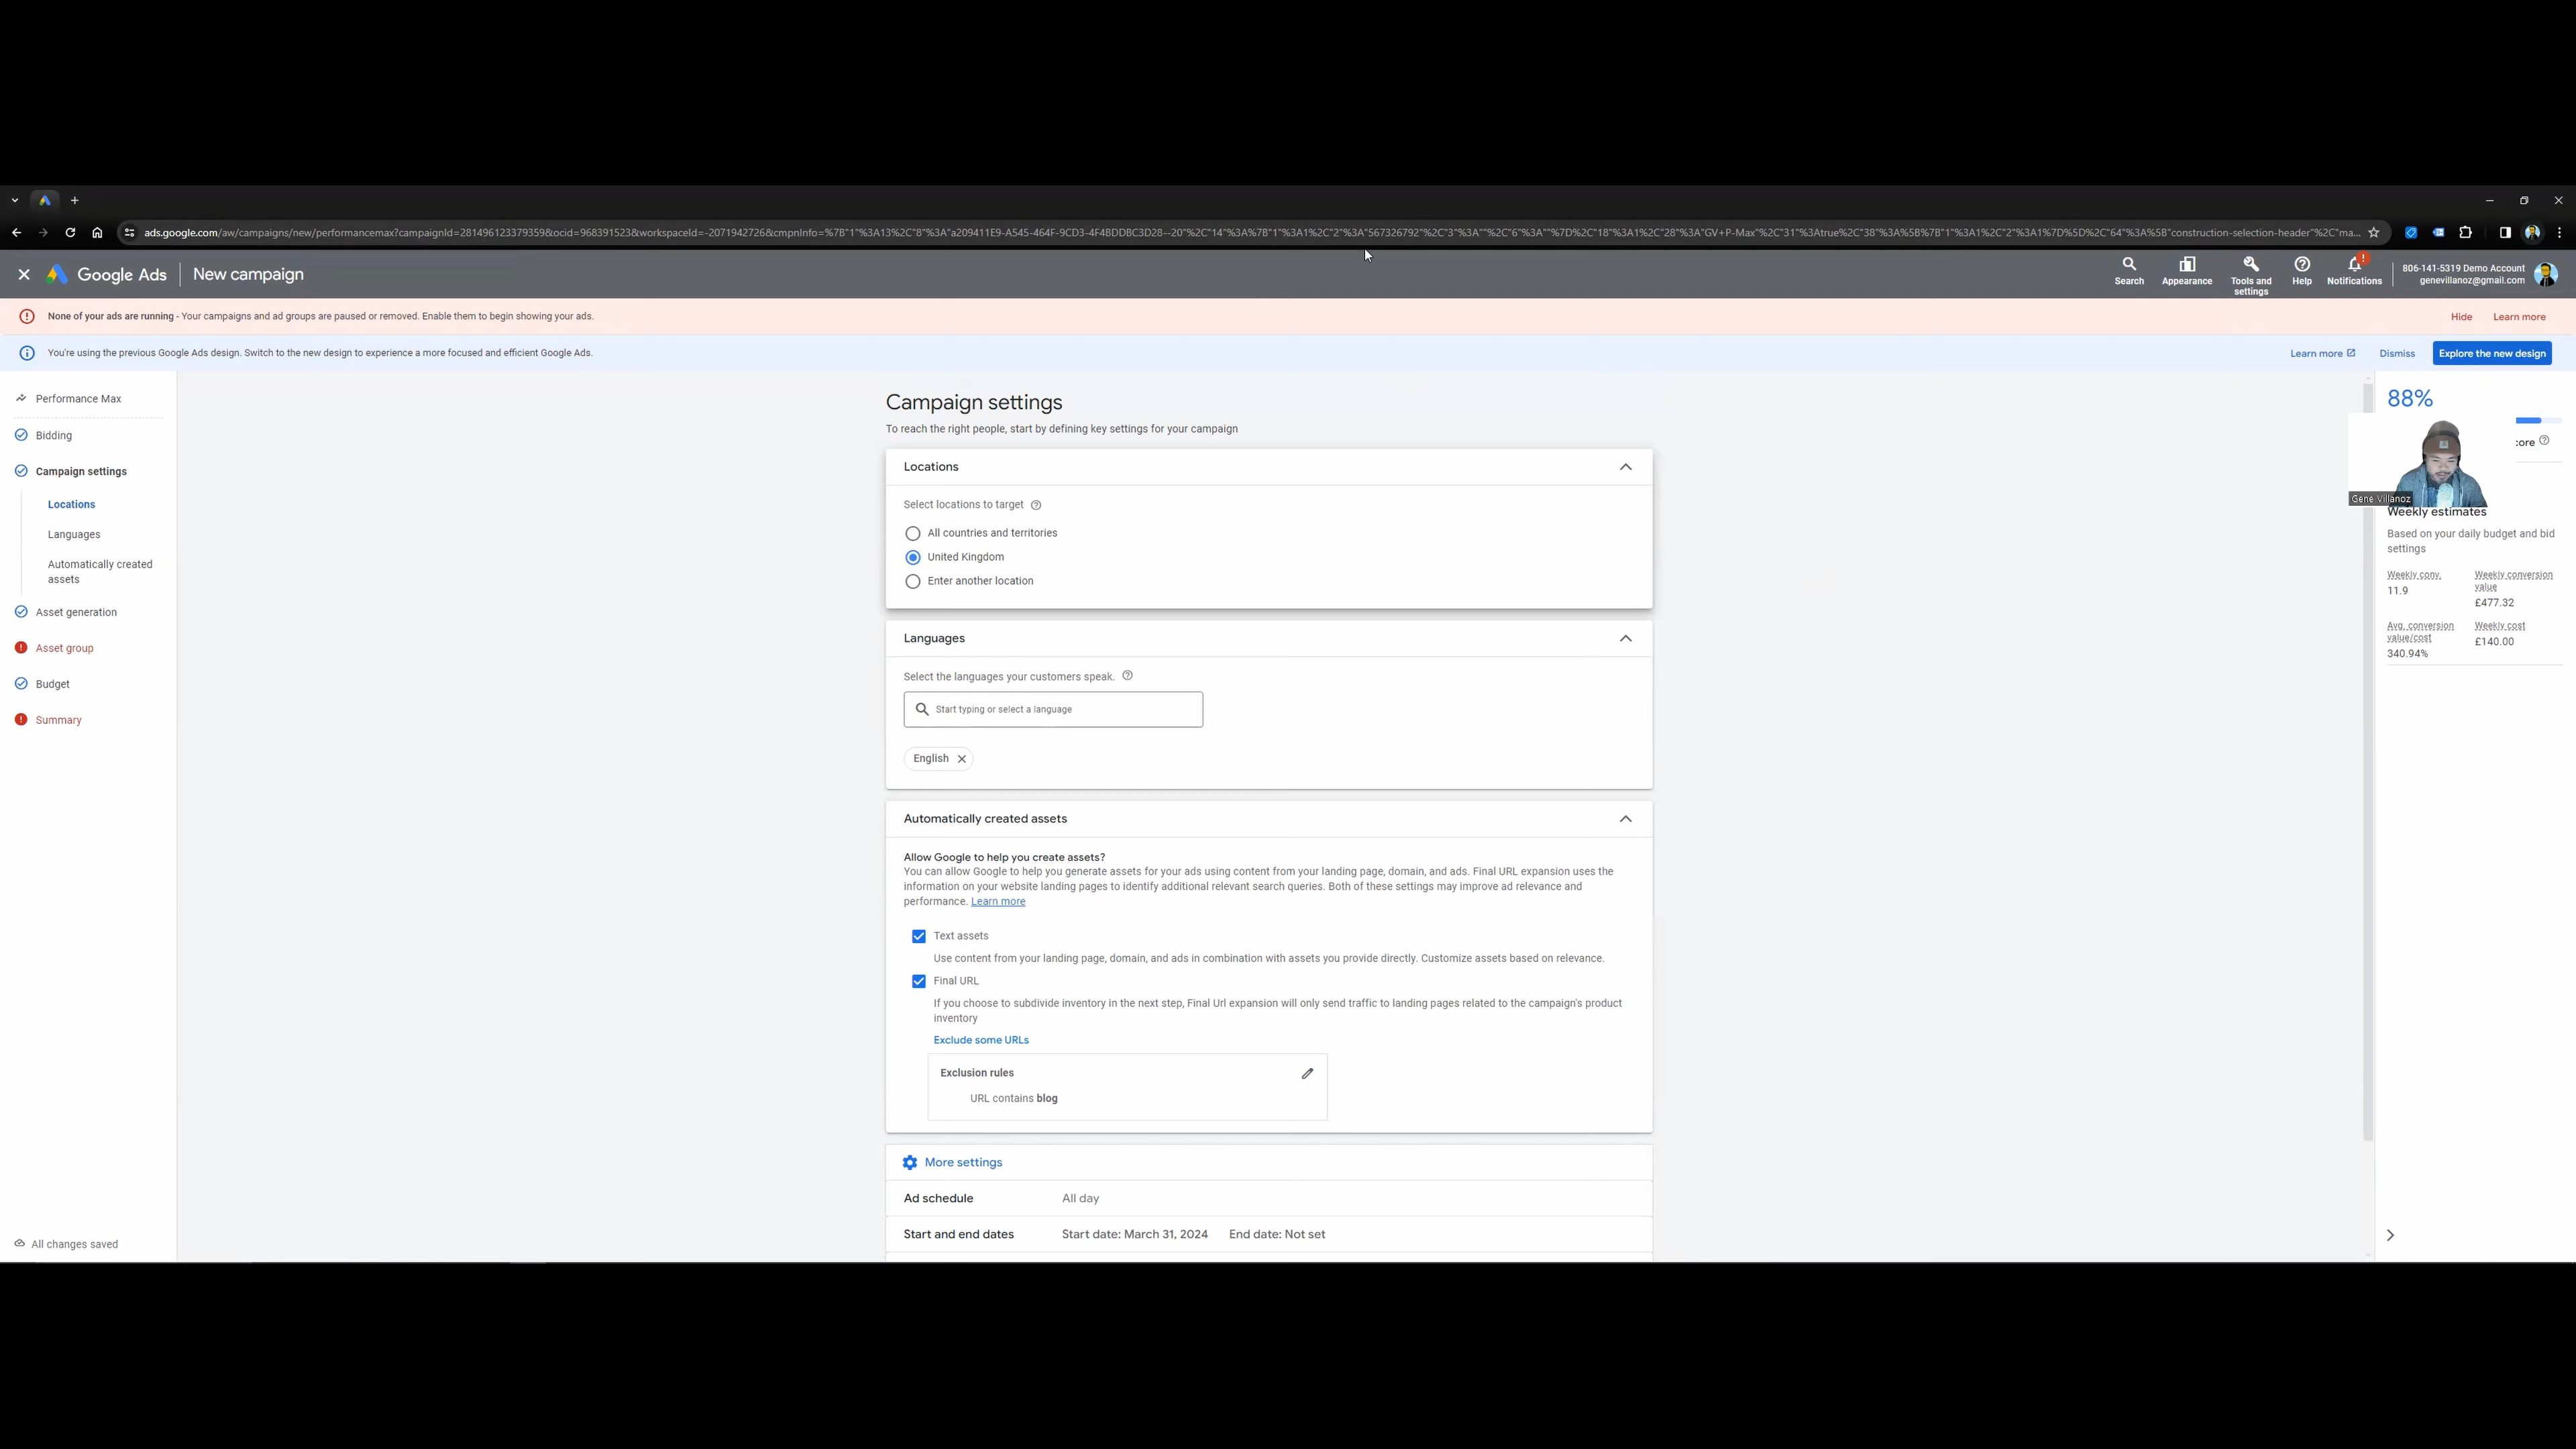 ads.google.com/aw/campaigns/new/performancemax?campaignId=281496123379359&ocid=968391523&workspaceId=-2071942726&cmpnInfo=%7B"1"%3A13%2C"8"%3A"a209411E9-A545-464F-9CD3-4F4BDDBC3D28--20"%2C"14"%3A%7B"1"%3A1%2C"2"%3A"567326792"%2C"3"%3A""%2C"6"%3A""%7D%2C"18"%3A1%2C"28"%3A"GV+P-Max"%2C"31"%3Atrue%2C"38"%3A%5B%7B"1"%3A1%2C"2"%3A1%7D%5D%2C"64"%3A%5B"construction-selection-header"%2C"ma...
Google Ads
New campaign
Search
Appearance
Tools and settings
Help
Notifications
806-141-5319 Demo Account
genevillanoz@gmail.com
None of your ads are running - Your campaigns and ad groups are paused or removed. Enable them to begin showing your ads.
Hide
Learn more
You're using the previous Google Ads design. Switch to the new design to experience a more focused and efficient Google Ads.
Learn more
Dismiss
Explore the new design
Performance Max
Bidding
Campaign settings
Locations
Languages
Automatically created
assets
Asset generation
Asset group
Budget
Summary
All changes saved
Campaign settings
To reach the right people, start by defining key settings for your campaign
Locations
Select locations to target
All countries and territories
United Kingdom
Enter another location
Languages
Select the languages your customers speak.
Start typing or select a language
English
Automatically created assets
Allow Google to help you create assets?
You can allow Google to help you generate assets for your ads using content from your landing page, domain, and ads. Final URL expansion uses the
information on your website landing pages to identify additional relevant search queries. Both of these settings may improve ad relevance and
performance. Learn more
Text assets
Use content from your landing page, domain, and ads in combination with assets you provide directly. Customize assets based on relevance.
Final URL
If you choose to subdivide inventory in the next step, Final Url expansion will only send traffic to landing pages related to the campaign's product
inventory
Exclude some URLs
Exclusion rules
URL contains blog
More settings
Ad schedule All day
Start and end dates Start date: March 31, 2024 End date: Not set
88%
core
Gene Villanoz
Weekly estimates
Based on your daily budget and bid
settings
Weekly conv.
11.9
Weekly conversion
value
£477.32
Avg. conversion
value/cost
340.94%
Weekly cost
£140.00